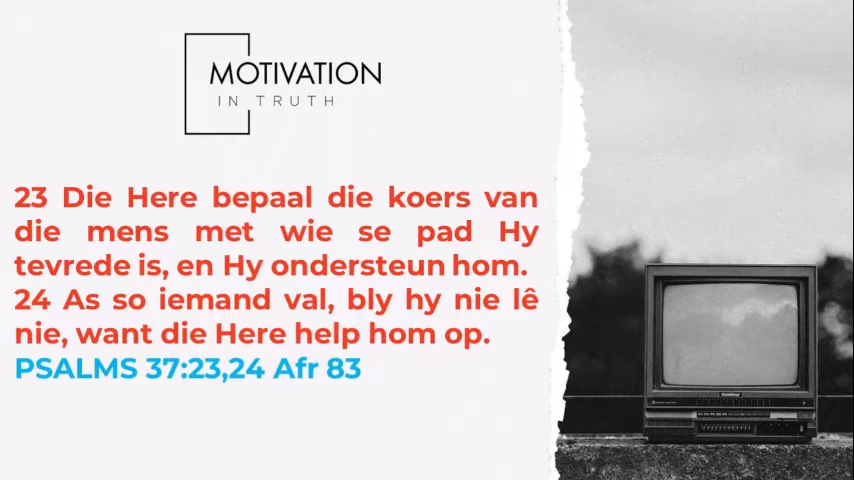 MOTIVATION
IN TRUTH
23 Die Here bepaal die koers van
die mens met wie se pad Hy
tevrede is, en Hy ondersteun hom.
24 As so iemand val, bly hy nie lê
nie, want die Here help hom op.
PSALMS 37:23,24 Afr 83